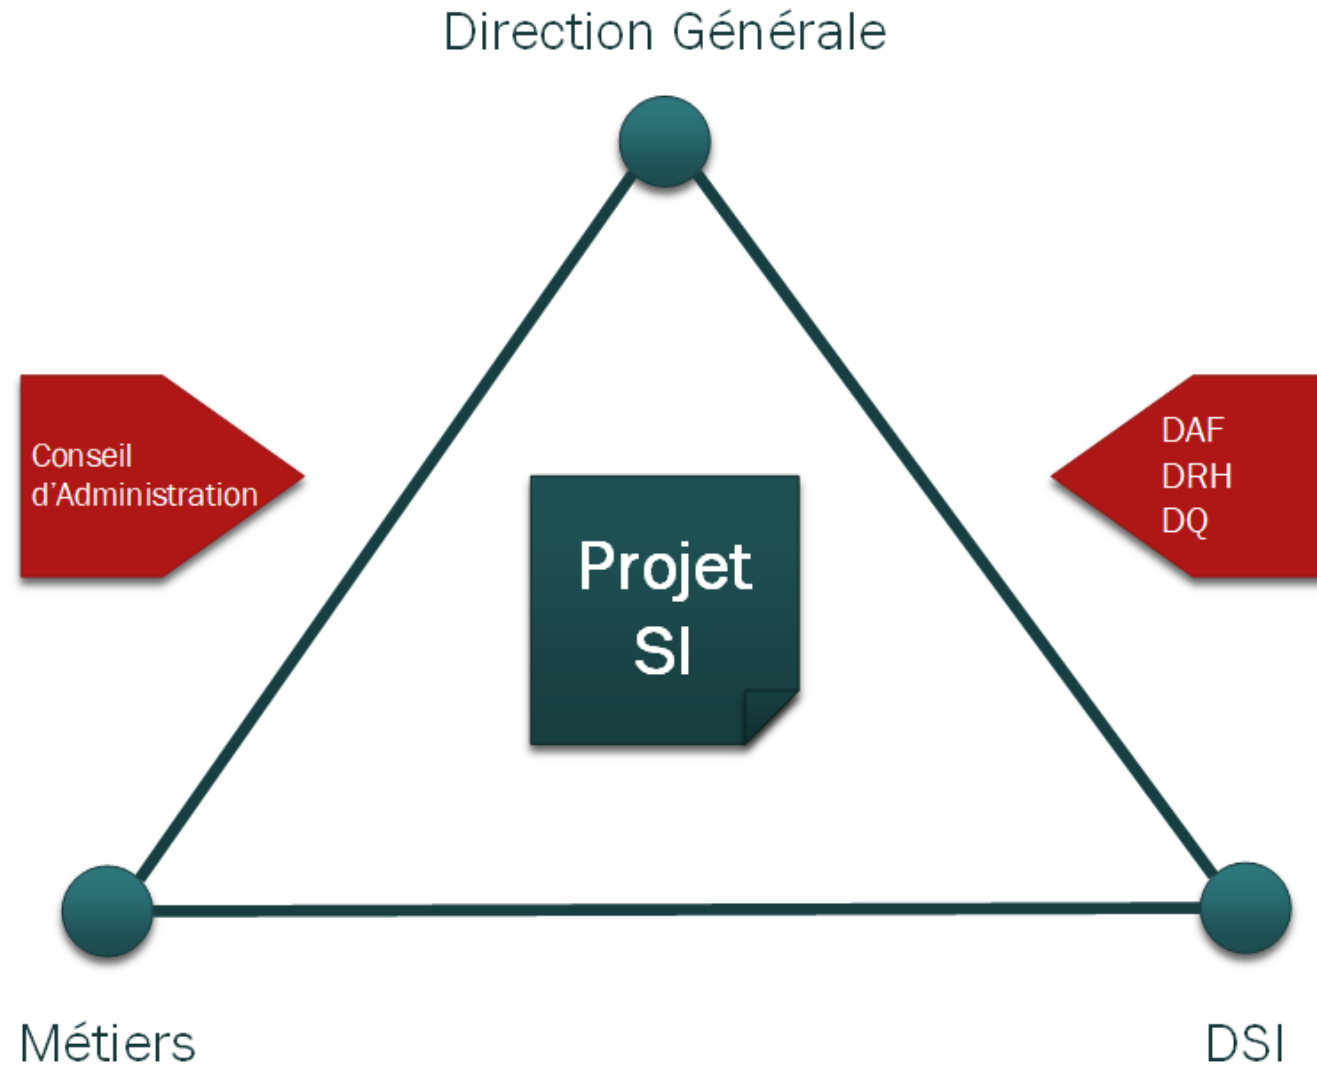 Direction Générale
Conseil
d'Administration
DAF
DRH
DQ
Projet
SI
Métiers
DSI